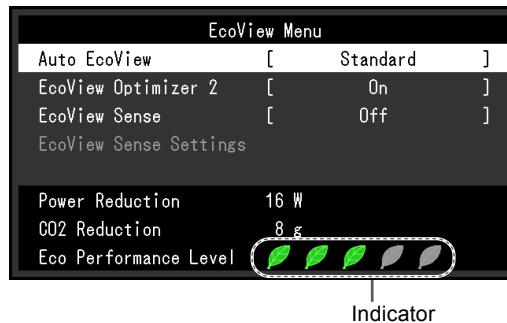 EcoView Menu
Auto EcoView [ Standard ]
EcoView Optimizer 2 [ On ]
EcoView Sense [ Off ]
EcoView Sense Settings
Power Reduction 16 W
CO2 Reduction 8 g
Eco Performance Level
Indicator